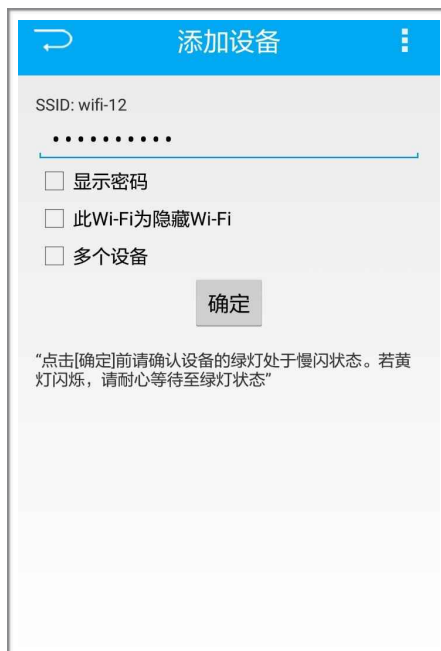 添加设备
SSID: wifi-12
••••••••••
显示密码
此Wi-Fi为隐藏Wi-Fi
多个设备
确定
“点击[确定]前请确认设备的绿灯处于慢闪状态。若黄
灯闪烁，请耐心等待至绿灯状态”